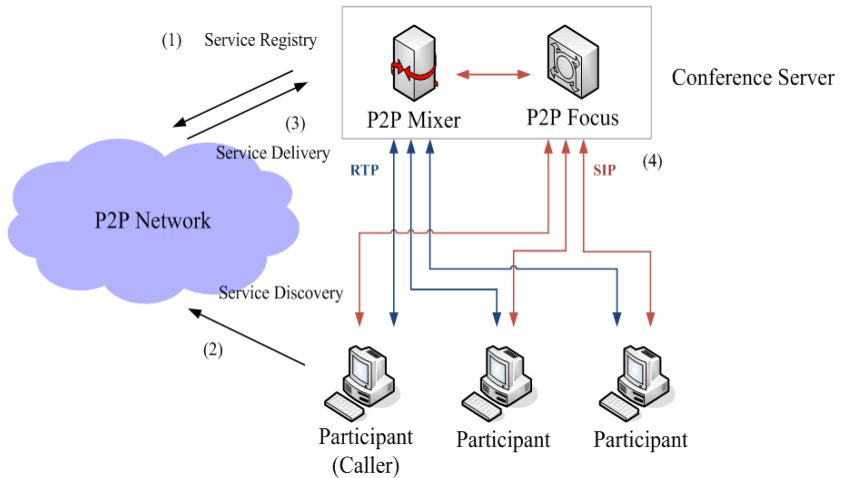 (1) Service Registry
Conference Server
P2P Mixer
P2P Focus
(3)
Service Delivery
RTP
SIP
(4)
P2P Network
Service Discovery
(2)
Participant
(Caller)
Participant
Participant